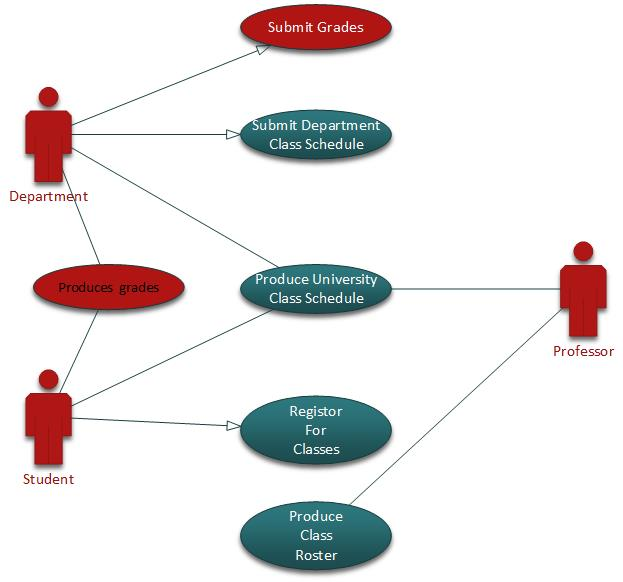 Submit Grades
Submit Department
Class Schedule
Department
Produces grades
Produce University
Class Schedule
Professor
Registor
For
Classes
Student
Produce
Class
Roster